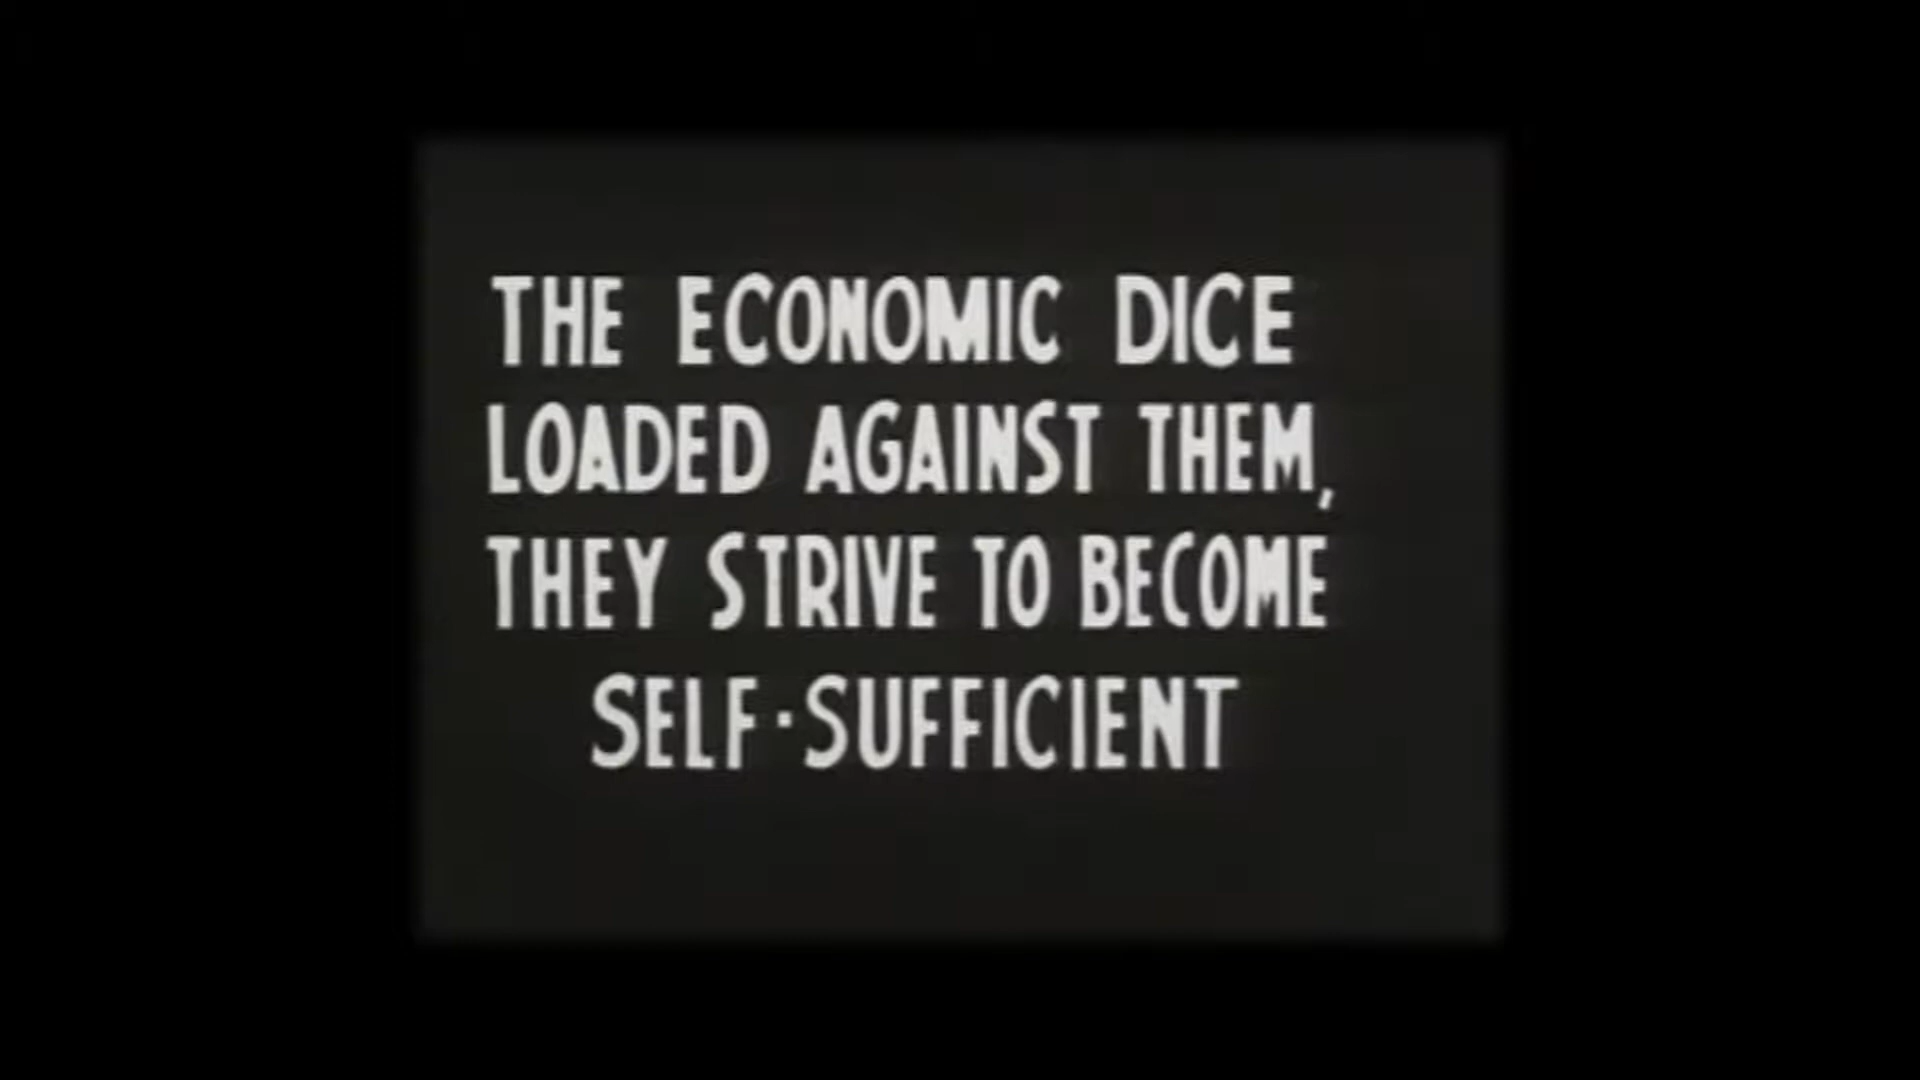 THE ECONOMIC DICE
LOADED AGAINST THEM,
THEY STRIVE TO BECOME
SELF-SUFFICIENT